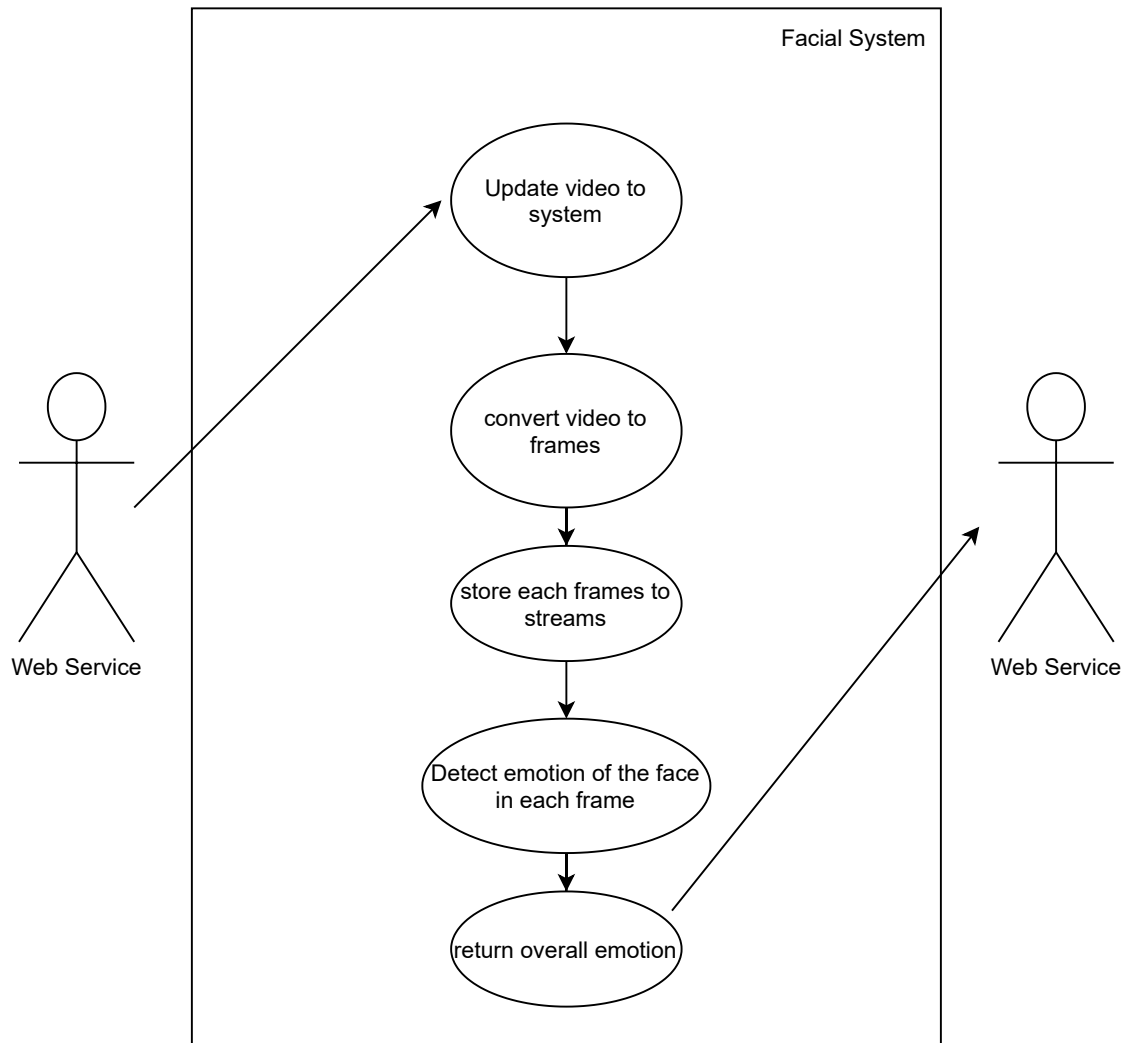 Facial System
Update video to
system
convert video to
frames
store each frames to
streams
Web Service
Web Service
Detect emotion of the face
in each frame
return overall emotion